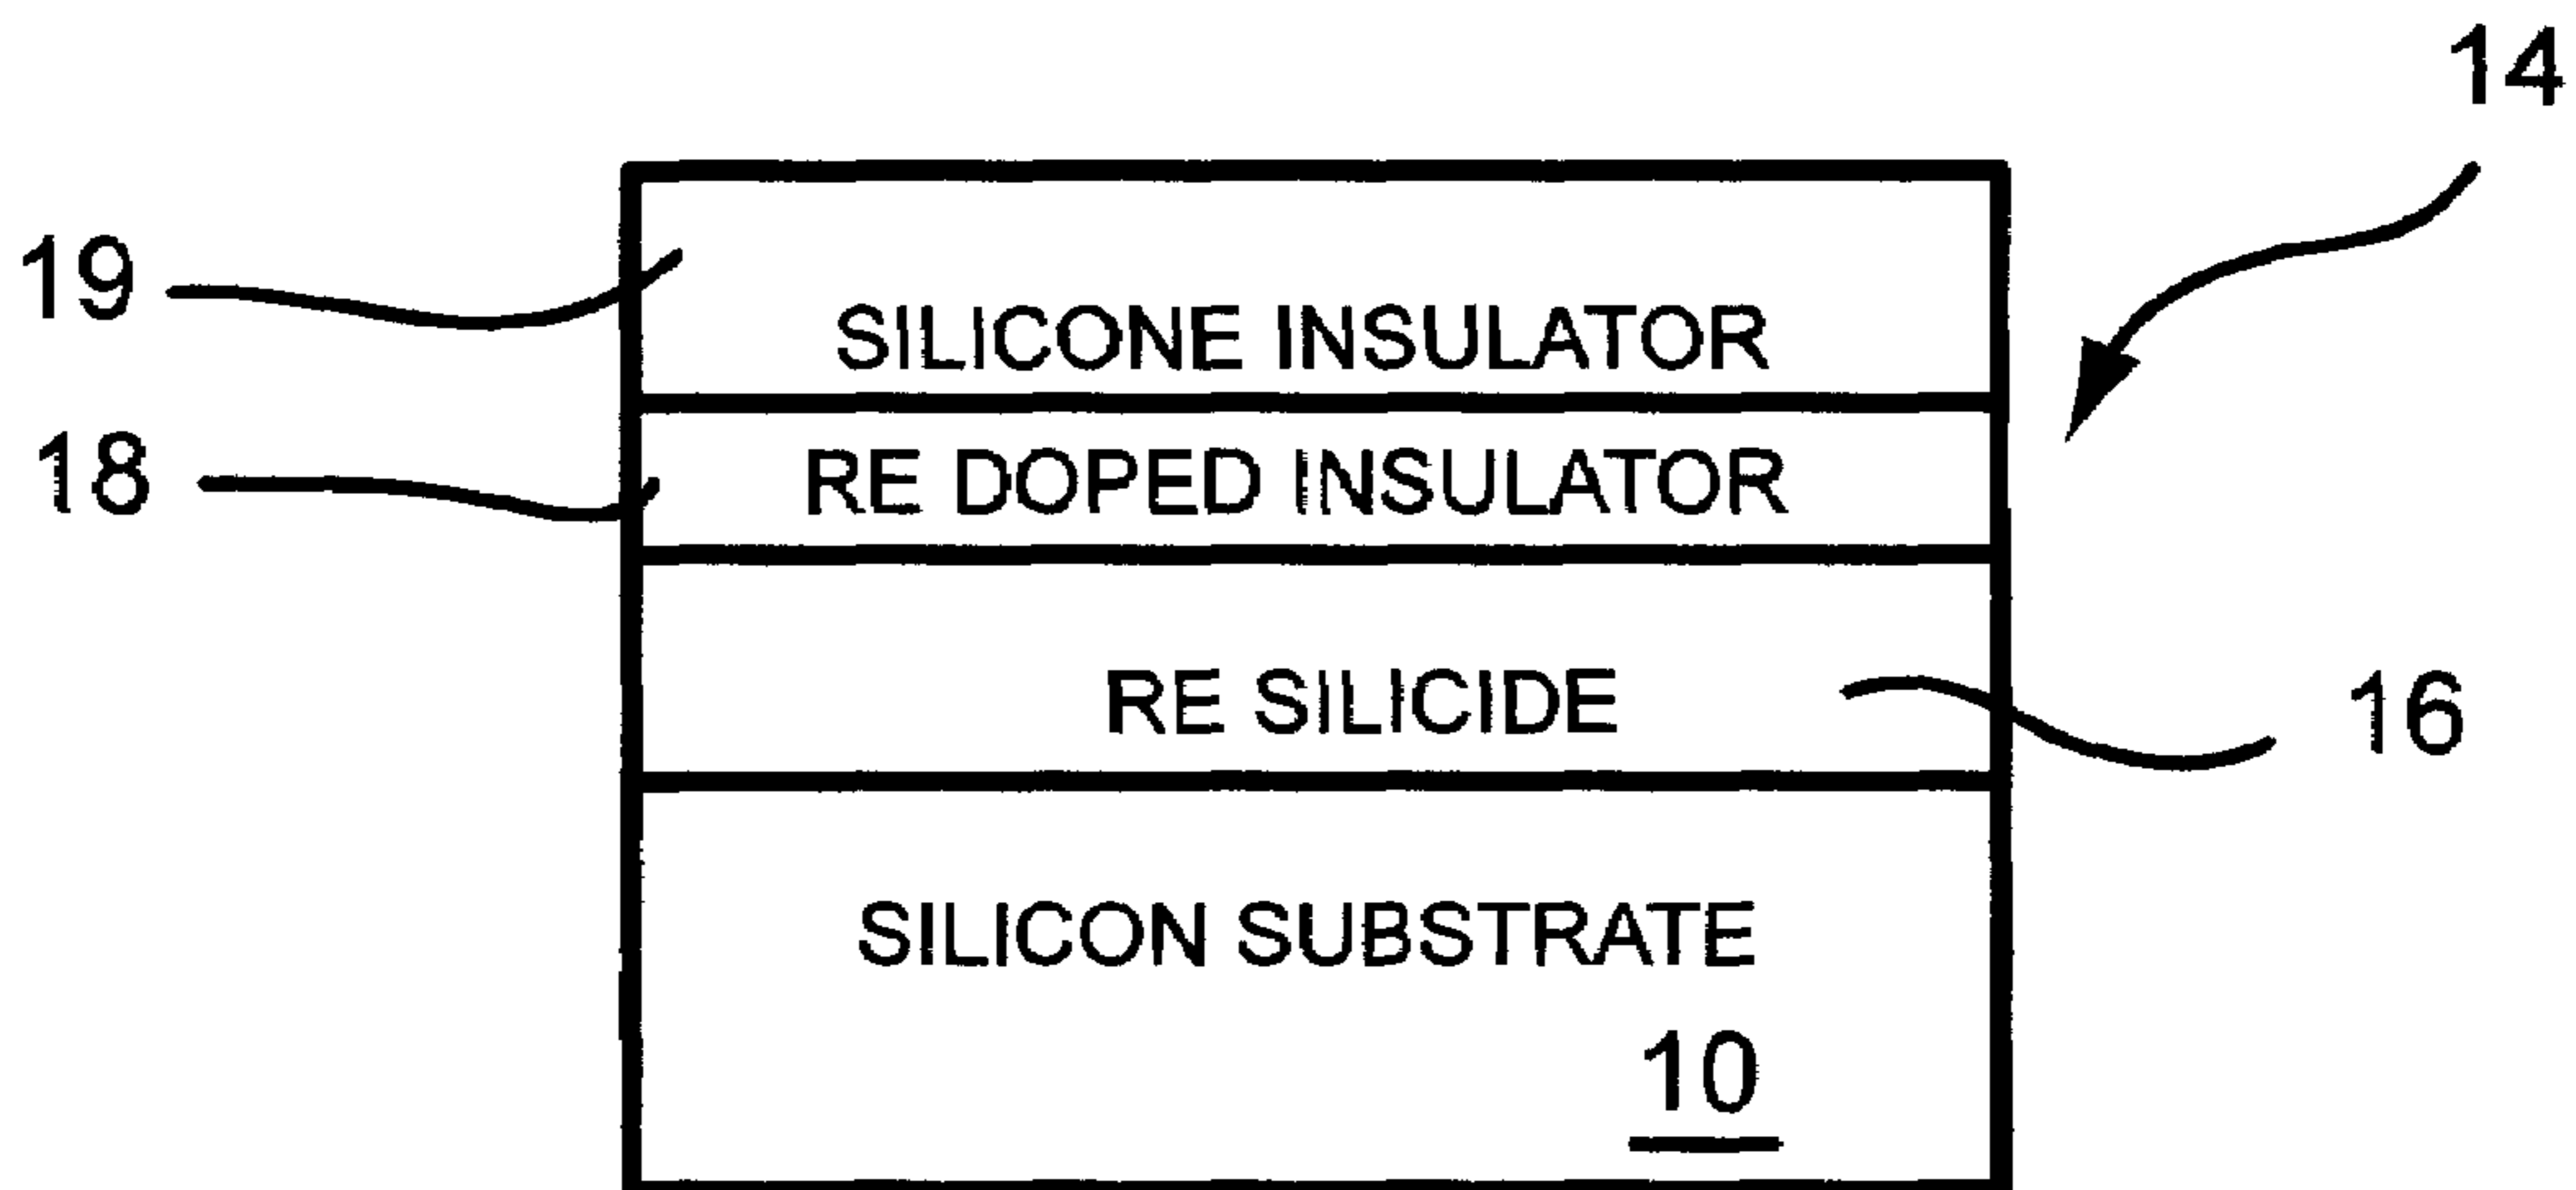 14
19
SILICONE INSULATOR
18
RE DOPED INSULATOR
RE SILICIDE
16
SILICON SUBSTRATE
10